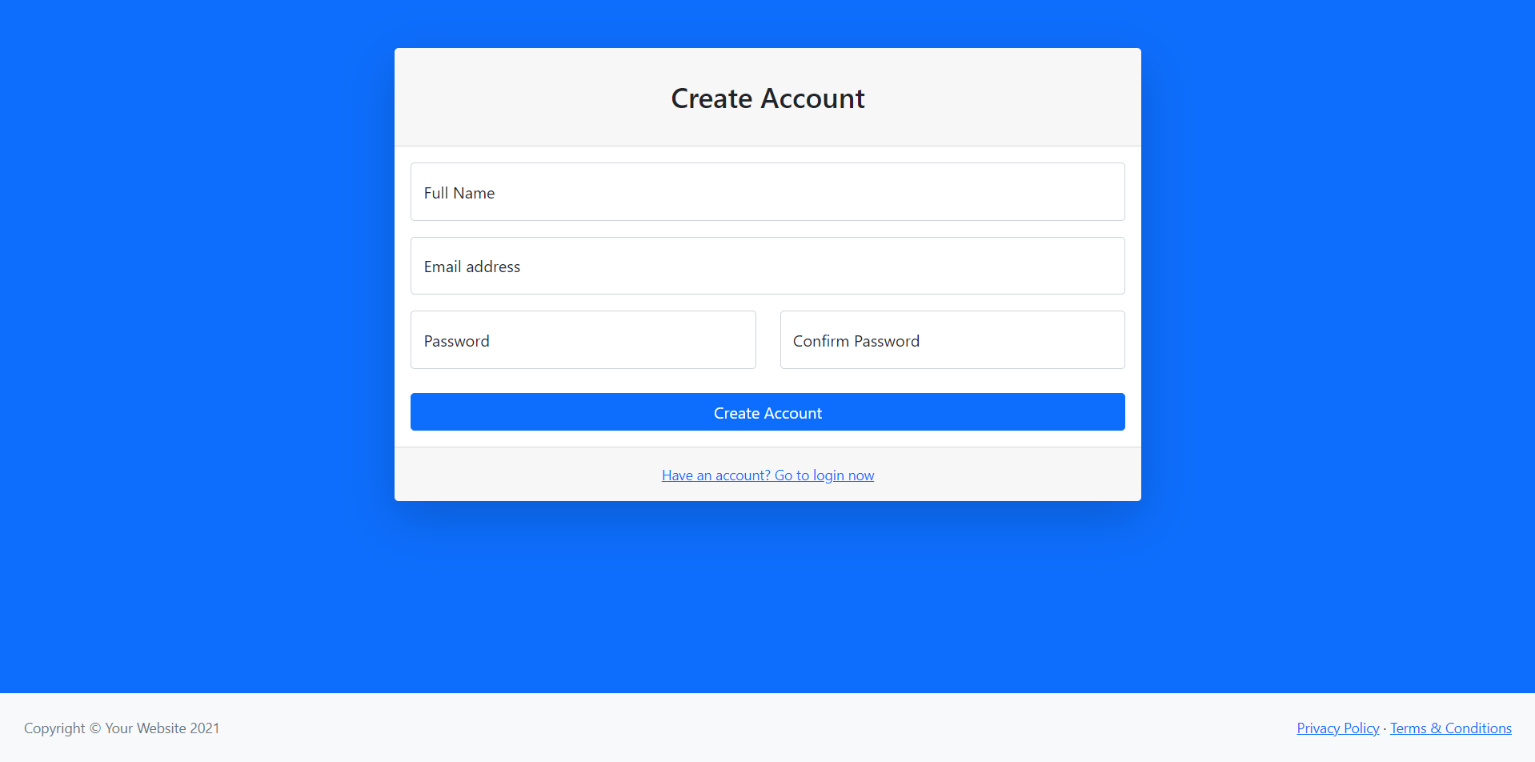 Create Account
Full Name
Email address
Password
Confirm Password
Create Account
Have an account? Go to login now
Copyright © Your Website 2021
Privacy Policy · Terms & Conditions